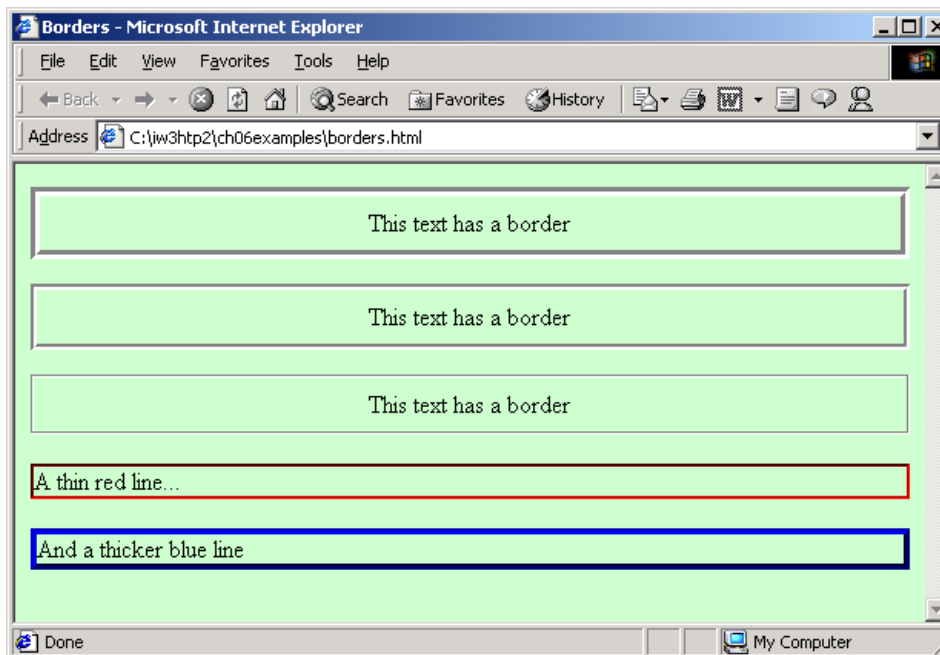 Borders - Microsoft Internet Explorer
File Edit View Favorites Tools Help
Back Search Favorites History
Address C:\iw3htp2\ch06examples\borders.html
This text has a border
This text has a border
This text has a border
A thin red line...
And a thicker blue line
Done My Computer